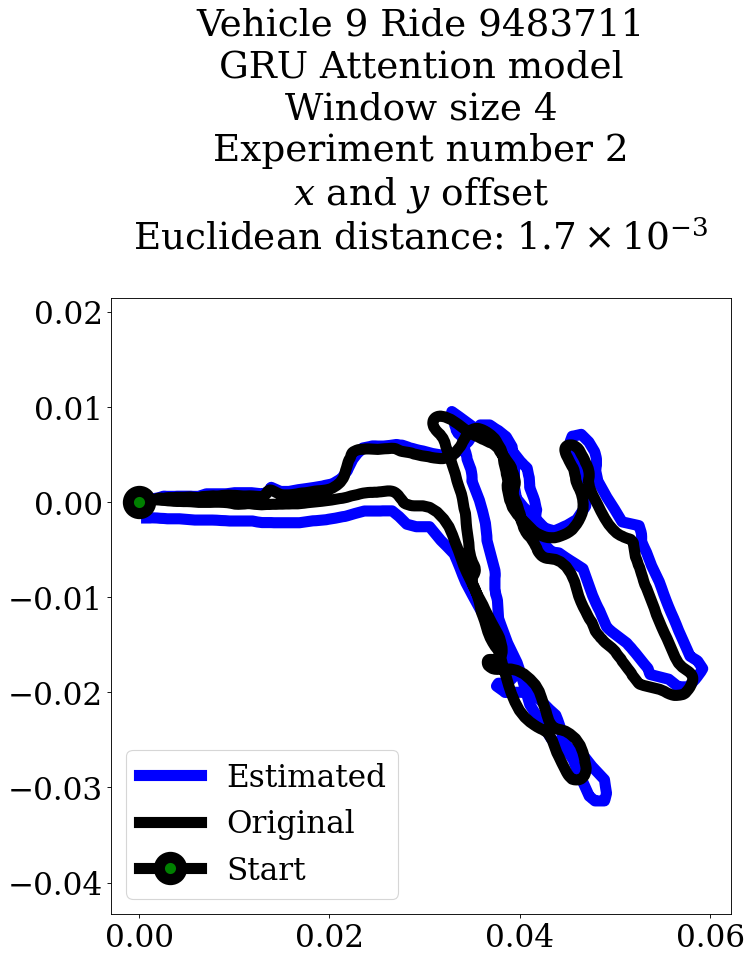 Vehicle 9 Ride 9483711
GRU Attention model
Window size 4
Experiment number 2
x and y offset
Euclidean distance: 1.7 × 10⁻³
0.02
0.01
0.00
−0.01
−0.02
−0.03
−0.04
Estimated
Original
Start
0.00 0.02 0.04 0.06